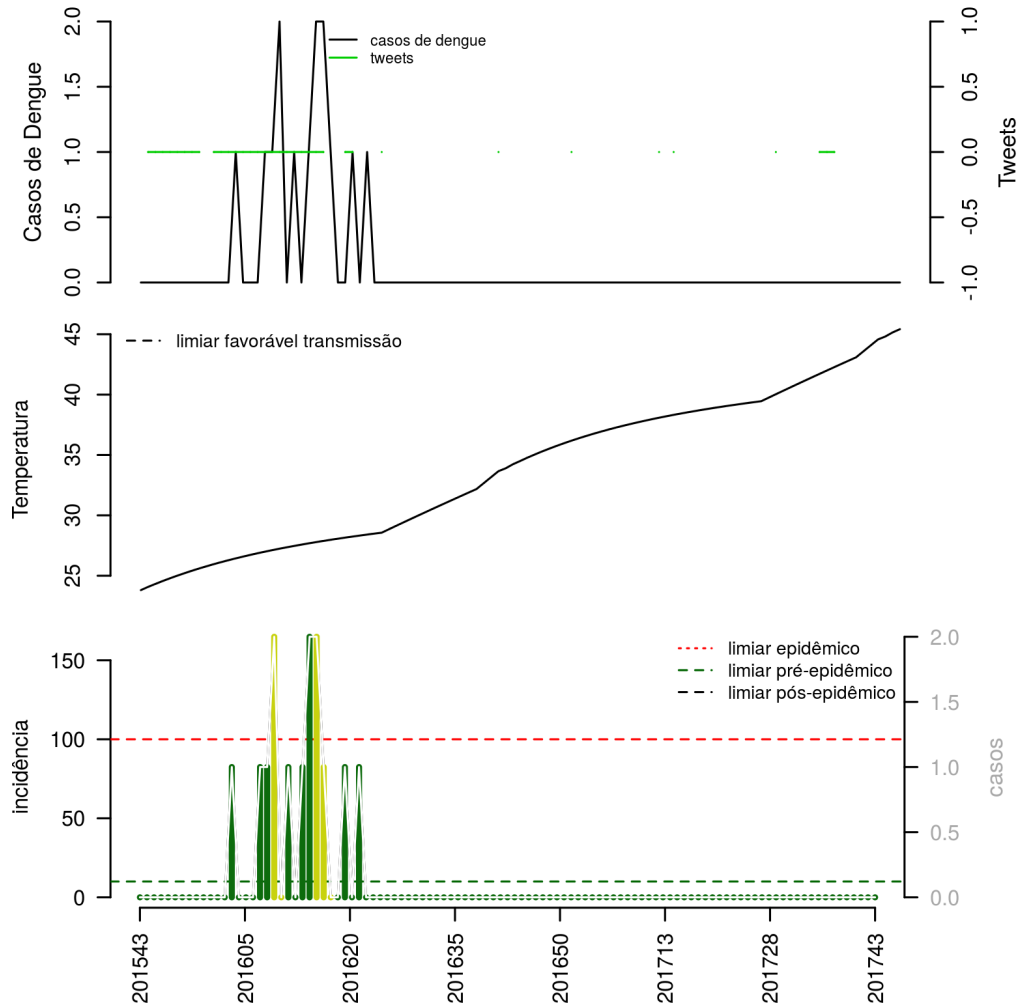 Casos de Dengue
2.0
1.5
1.0
0.5
0.0
casos de dengue
tweets
1.0
0.5
0.0
-0.5
-1.0
Tweets
Temperatura
45
40
35
30
25
limiar favorável transmissão
incidência
150
100
50
0
limiar epidêmico
limiar pré-epidêmico
limiar pós-epidêmico
2.0
1.5
1.0
0.5
0.0
casos
201543
201605
201620
201635
201650
201713
201728
201743